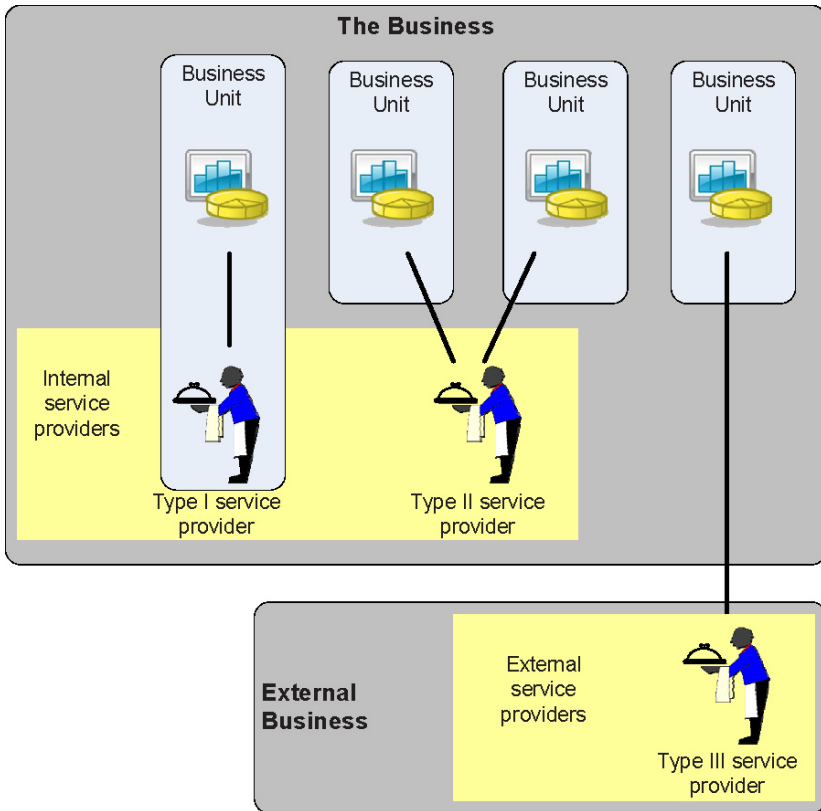 The Business
Business
Unit
Business
Unit
Business
Unit
Business
Unit
Internal
service
providers
Type I service
provider
Type II service
provider
External
Business
External
service
providers
Type III service
provider